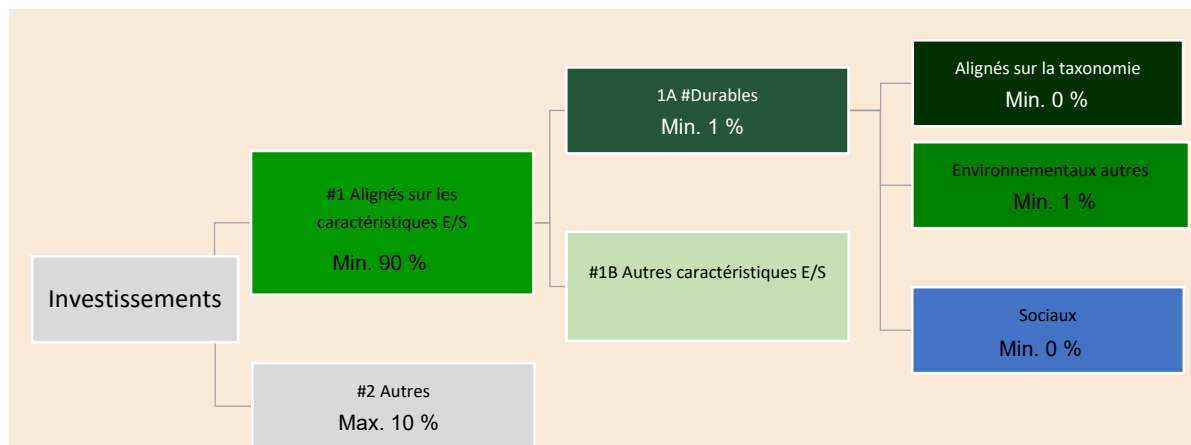 Investissements
#1 Alignés sur les
caractéristiques E/S
Min. 90 %
#2 Autres
Max. 10 %
1A #Durables
Min. 1 %
#1B Autres caractéristiques E/S
Alignés sur la taxonomie
Min. 0 %
Environnementaux autres
Min. 1 %
Sociaux
Min. 0 %